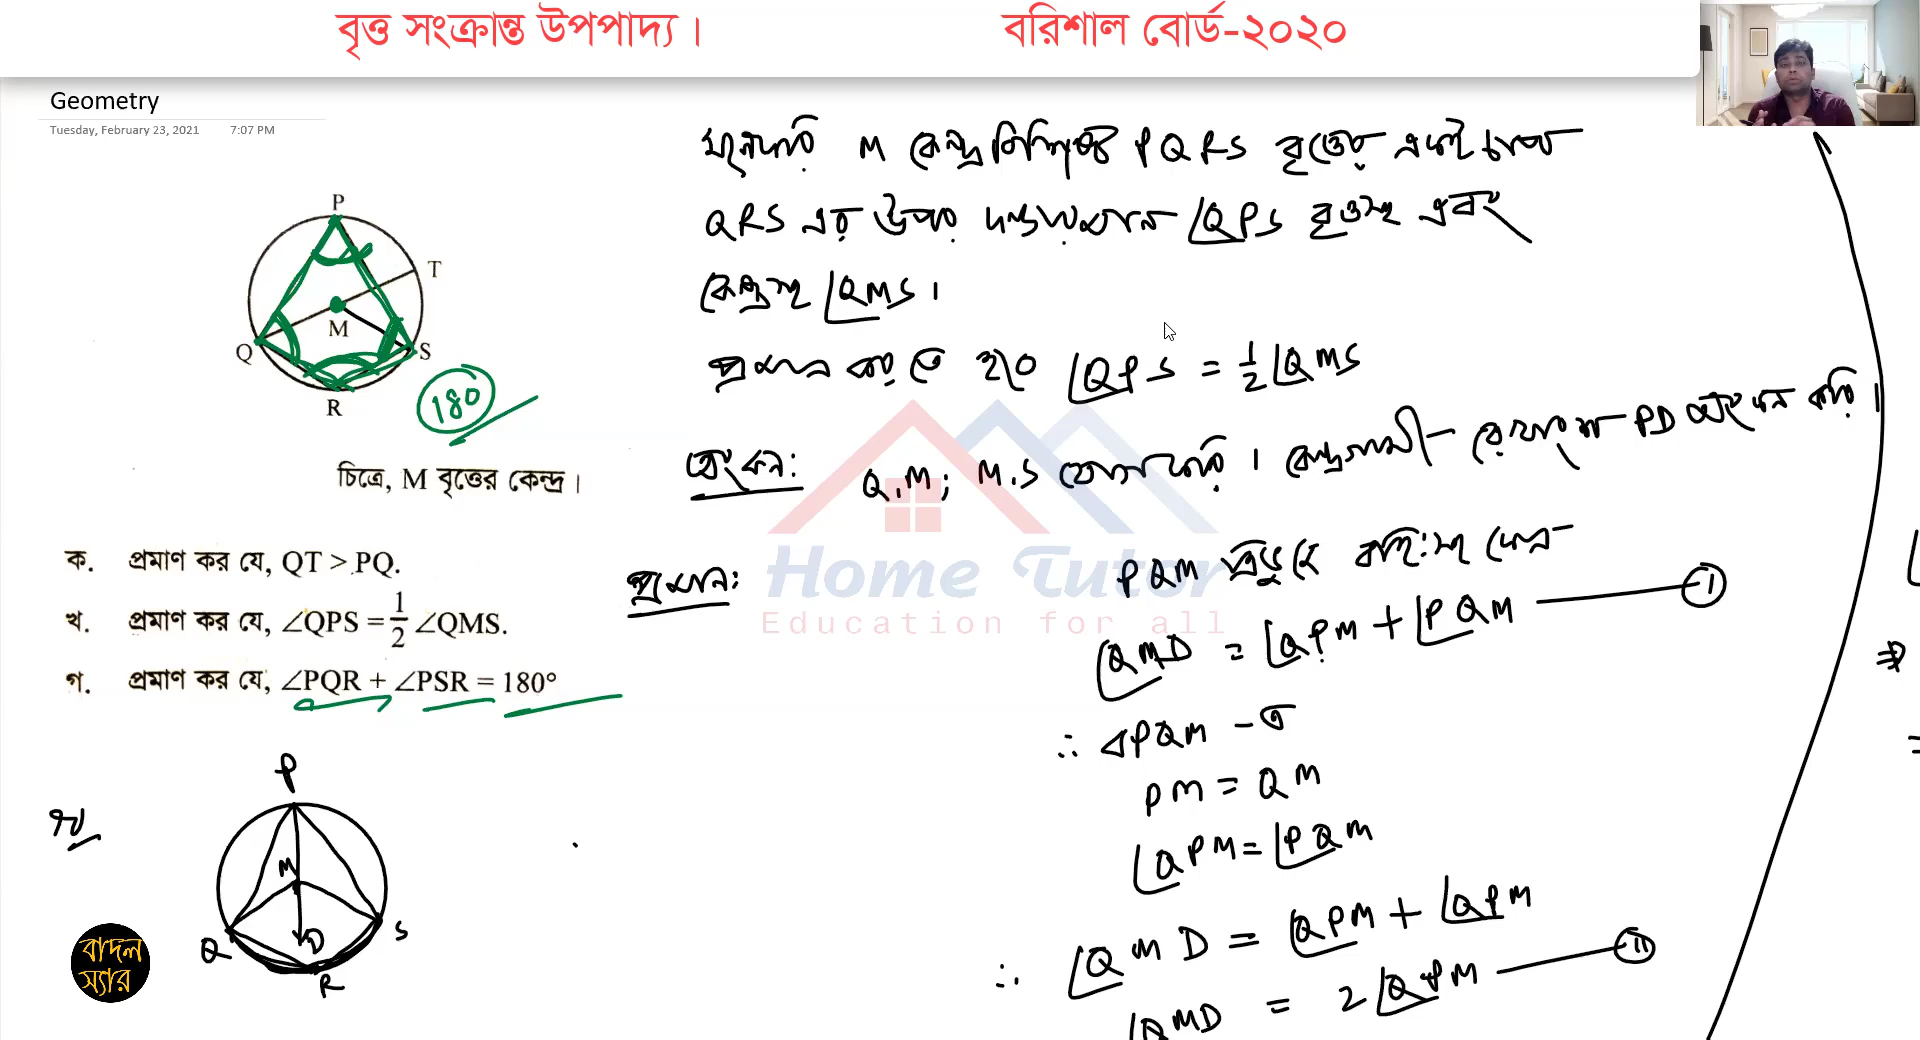 বৃত্ত সংক্রান্ত উপপাদ্য।
বরিশাল বোর্ড-২০২০
Geometry
Tuesday, February 23, 2021 7:07 PM
P
T
M
Q
S
R
180
চিত্রে, M বৃত্তের কেন্দ্র।
ক. প্রমাণ কর যে, QT > PQ.
খ. প্রমাণ কর যে, ∠QPS = 1/2 ∠QMS.
গ. প্রমাণ কর যে, ∠PQR + ∠PSR = 180°
P
M
Q
D
S
R
বাদল
স্যার
মনেকরি M কেন্দ্র বিশিষ্ট PQRS বৃত্তের একই চাপ
QRS এর উপর দন্ডায়মান ∠QPS বৃত্তস্থ এবং
কেন্দ্রস্থ ∠QMS।
প্রমান করতে হবে ∠QPS = 1/2 ∠QMS
অংকন: Q,M; M,S যোগ করি। কেন্দ্রগামী রেখাংশ PD অংকন করি।
Home Tutor
Education for all
প্রমান: PQM ত্রিভুজে বহিঃস্থ কোন
∠QMD = ∠QPM + ∠PQM (I)
∴ ∆PQM -এ
PM = QM
∠QPM = ∠PQM
∴ ∠QMD = ∠QPM + ∠QPM
∠QMD = 2∠QPM (II)